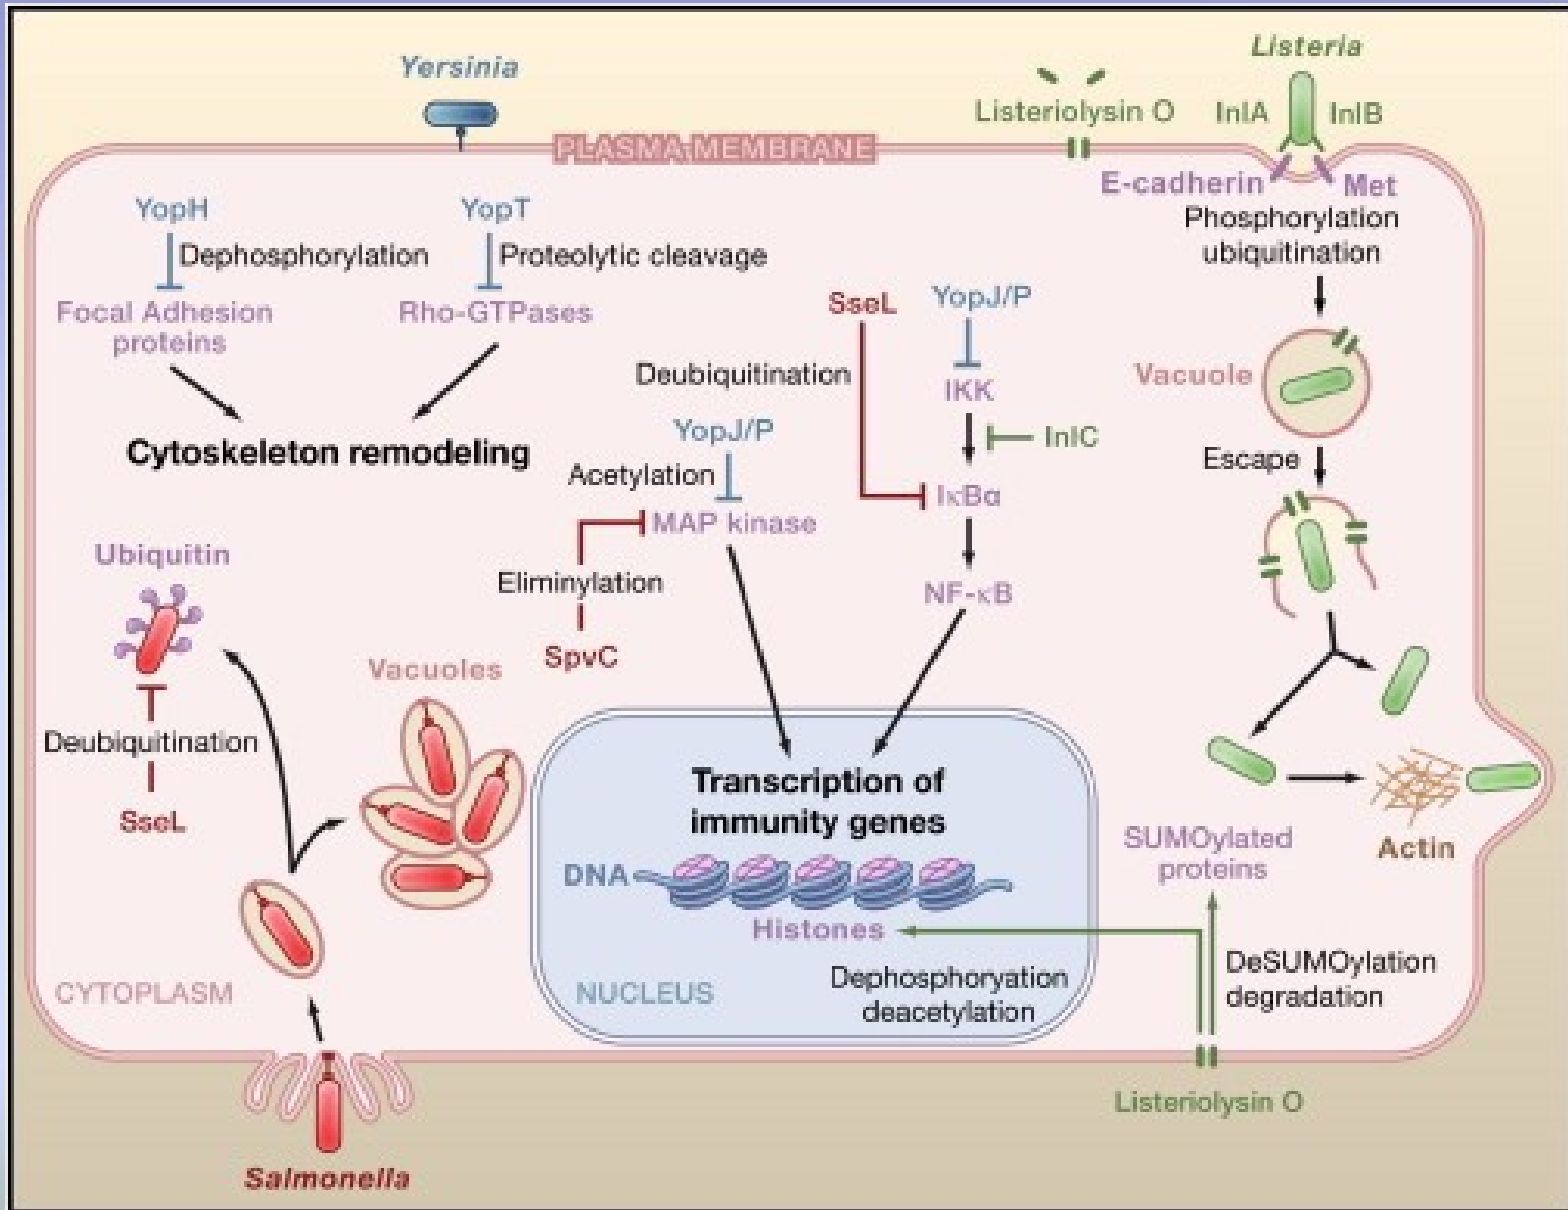 Yersinia
Listeria
Listeriolysin O
InlA
InlB
PLASMA MEMBRANE
E-cadherin
Met
Phosphorylation
ubiquitination
YopH
YopT
Dephosphorylation
Proteolytic cleavage
Focal Adhesion
proteins
Rho-GTPases
Cytoskeleton remodeling
SseL
YopJ/P
Deubiquitination
IKK
InlC
YopJ/P
Acetylation
IκBα
MAP kinase
Eliminylation
SpvC
NF-κB
Vacuole
Escape
Ubiquitin
Deubiquitination
SseL
Vacuoles
Transcription of
immunity genes
DNA
Histones
Dephosphoryation
deacetylation
NUCLEUS
SUMOylated
proteins
Actin
DeSUMOylation
degradation
CYTOPLASM
Listeriolysin O
Salmonella